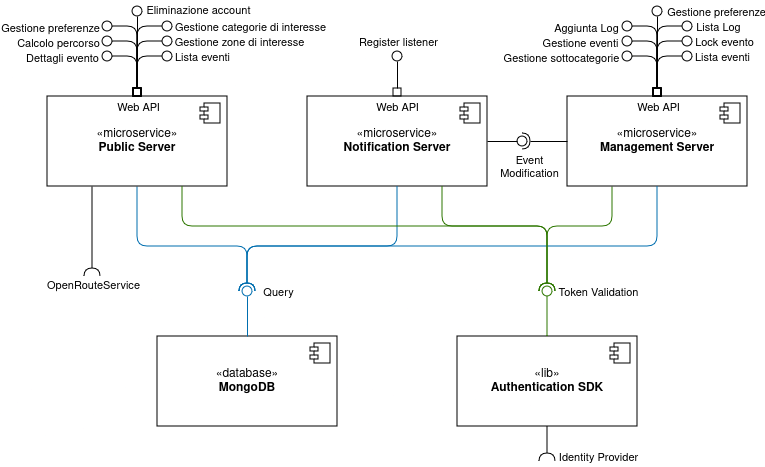 Eliminazione account
Gestione preferenze
Gestione categorie di interesse
Calcolo percorso
Gestione zone di interesse
Dettagli evento
Lista eventi
Register listener
Gestione preferenze
Aggiunta Log
Lista Log
Gestione eventi
Lock evento
Gestione sottocategorie
Lista eventi
Web API
«microservice»
Public Server
Web API
«microservice»
Notification Server
Event
Modification
Web API
«microservice»
Management Server
OpenRouteService
Query
Token Validation
«database»
MongoDB
«lib»
Authentication SDK
Identity Provider